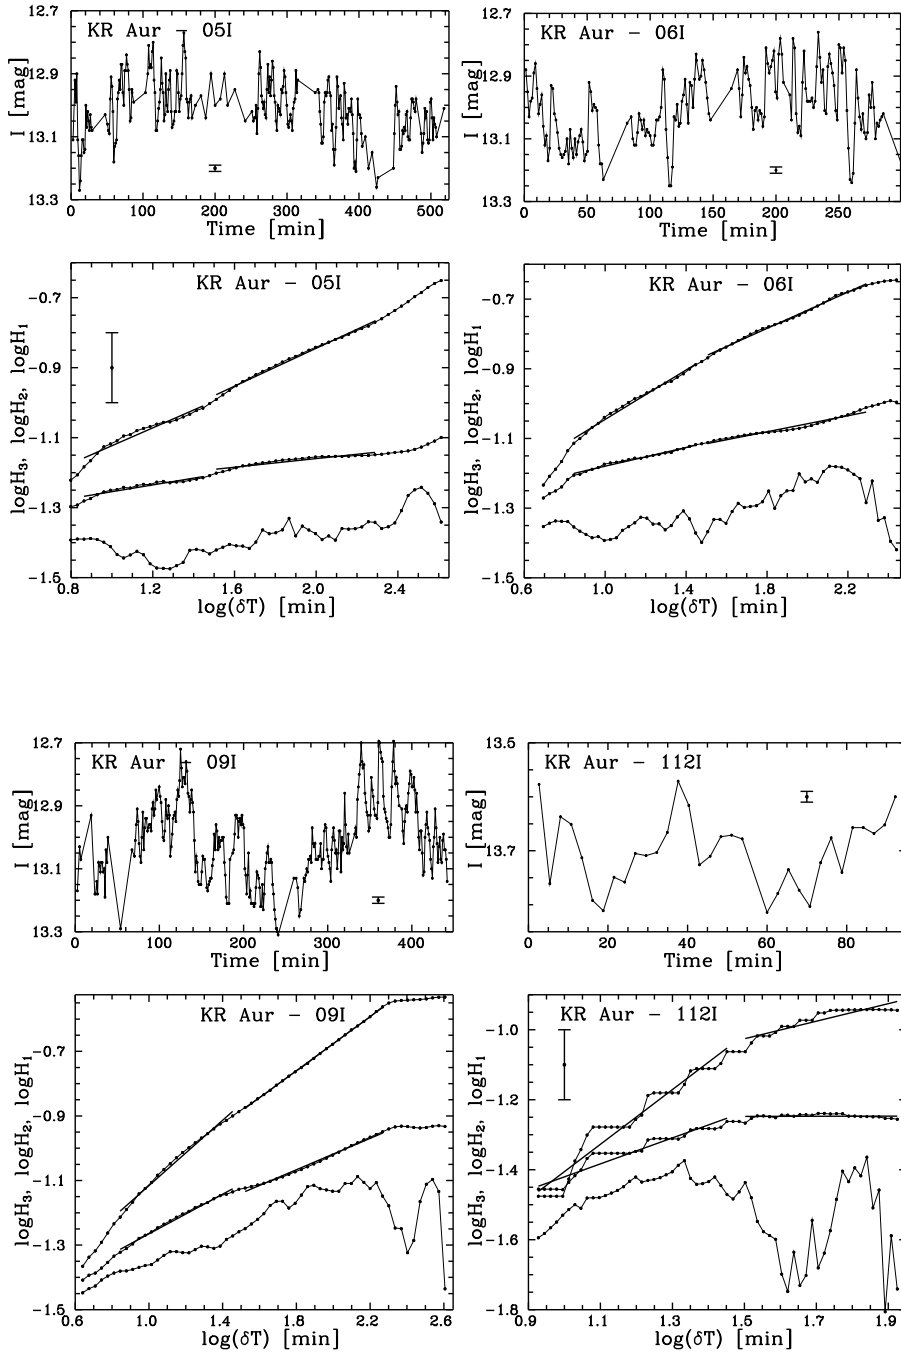 KR Aur − 05I
12.7
12.9
13.1
13.3
I [mag]
0 100 200 300 400 500
Time [min]
KR Aur − 06I
12.7
12.9
13.1
13.3
I [mag]
0 50 100 150 200 250
Time [min]
KR Aur − 05I
−0.7
−0.9
−1.1
−1.3
−1.5
logH3, logH2, logH1
0.8 1.2 1.6 2.0 2.4
log(δT) [min]
KR Aur − 06I
−0.7
−0.9
−1.1
−1.3
−1.5
logH3, logH2, logH1
0.6 1.0 1.4 1.8 2.2
log(δT) [min]
KR Aur − 09I
12.7
12.9
13.1
13.3
I [mag]
0 100 200 300 400
Time [min]
KR Aur − 112I
13.5
13.7
I [mag]
0 20 40 60 80
Time [min]
KR Aur − 09I
−0.7
−0.9
−1.1
−1.3
−1.5
logH3, logH2, logH1
0.6 1.0 1.4 1.8 2.2 2.6
log(δT) [min]
KR Aur − 112I
−1.0
−1.2
−1.4
−1.6
−1.8
logH3, logH2, logH1
0.9 1.1 1.3 1.5 1.7 1.9
log(δT) [min]